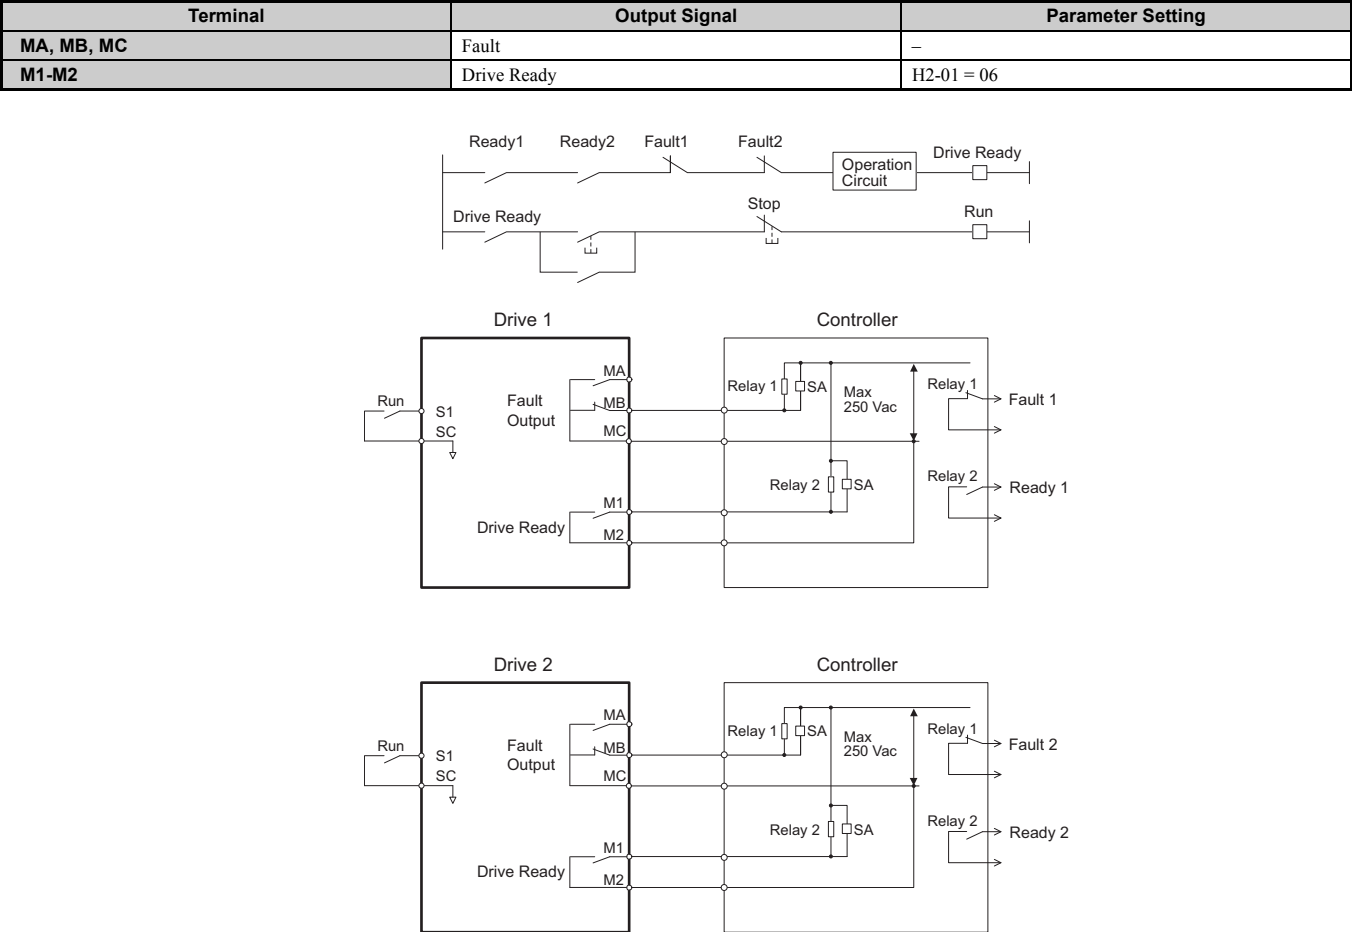 Terminal Output Signal Parameter Setting
MA, MB, MC Fault –
M1-M2 Drive Ready H2-01 = 06
Ready1 Ready2 Fault1 Fault2
Operation
Circuit
Drive Ready
Drive Ready
Stop
Run
Drive 1
Controller
Run
S1
SC
Fault
Output
MA
MB
MC
Drive Ready
M1
M2
Relay 1
SA
Max
250 Vac
Relay 2
SA
Relay 1
Fault 1
Relay 2
Ready 1
Drive 2
Controller
Run
S1
SC
Fault
Output
MA
MB
MC
Drive Ready
M1
M2
Relay 1
SA
Max
250 Vac
Relay 2
SA
Relay 1
Fault 2
Relay 2
Ready 2